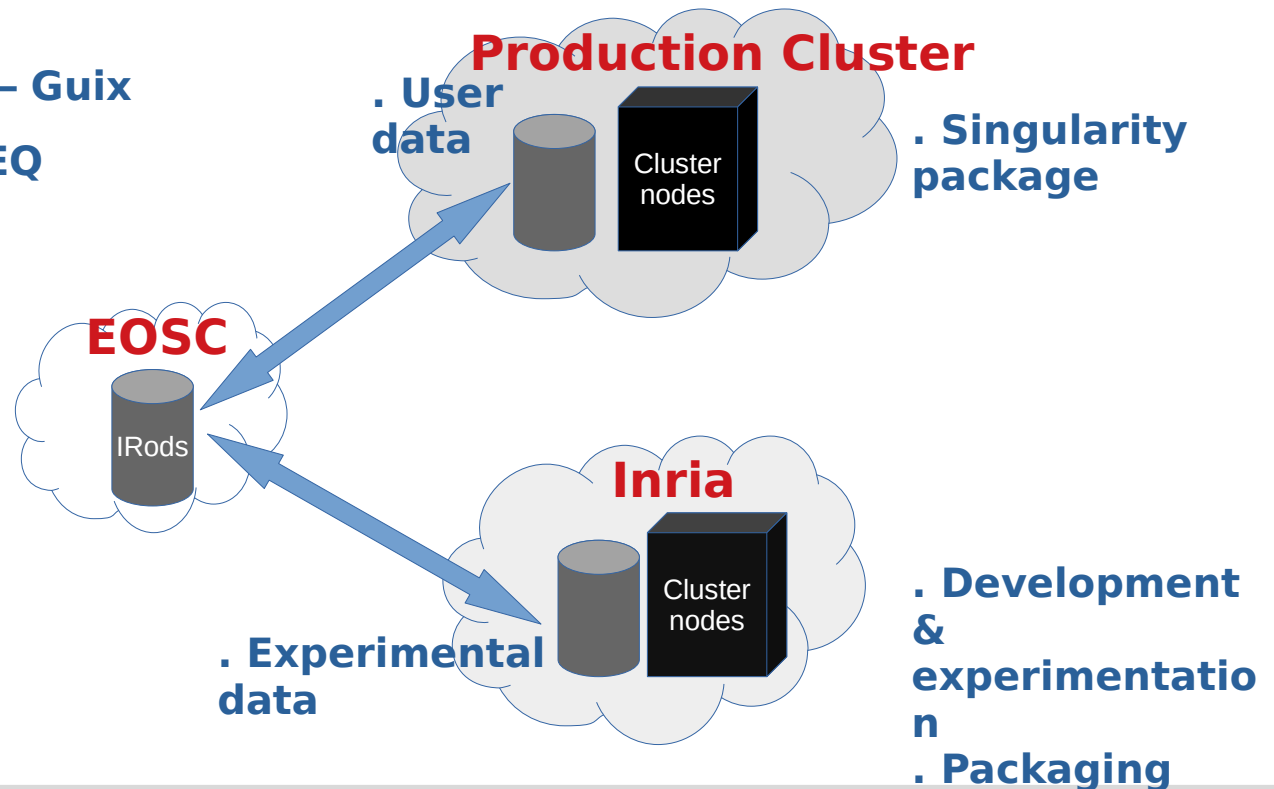 Production Cluster
– Guix
. User
data
. Singularity
package
EQ
Cluster
nodes
EOSC
IRods
Inria
Cluster
nodes
. Development
&
experimentatio
n
. Packaging
. Experimental
data